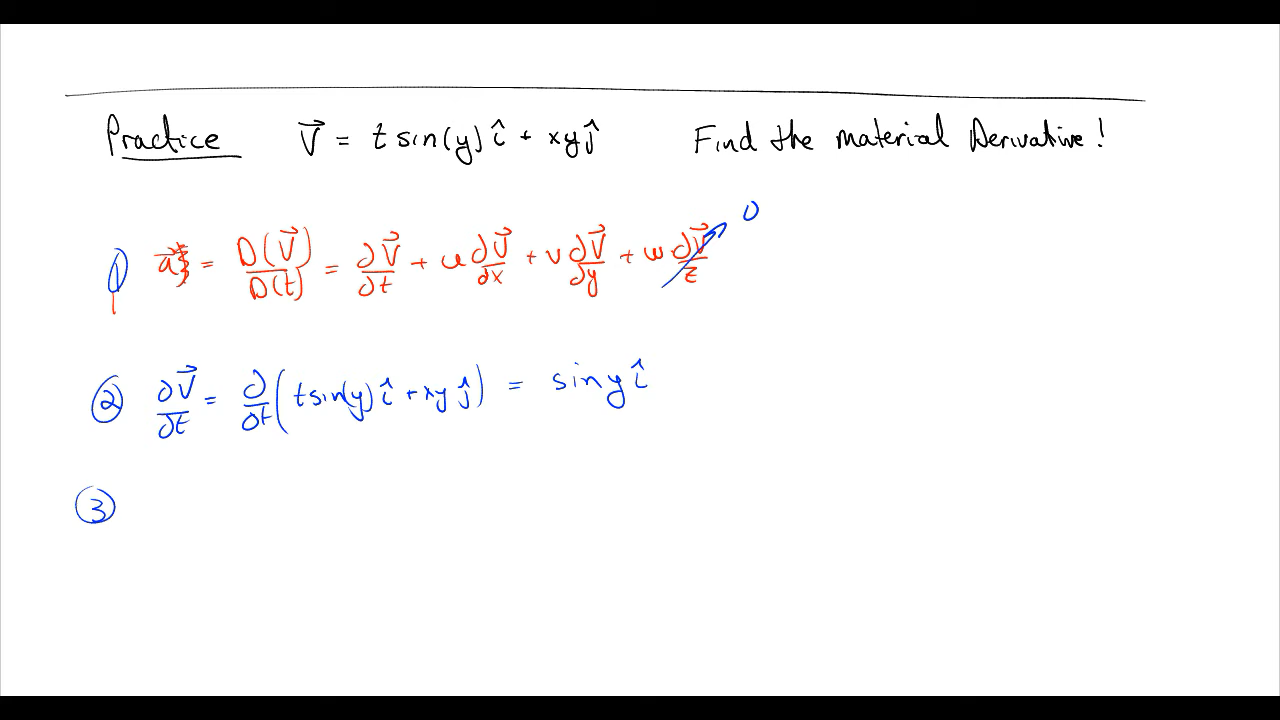 Practice V⃗ = t sin(y) î + xy ĵ Find the material Derivative!
① a⃗ = D(V⃗)/D(t) = ∂V⃗/∂t + u ∂V⃗/∂x + v ∂V⃗/∂y + w ∂V⃗/z 0
② ∂V⃗/∂t = ∂/∂t (t sin(y) î + xy ĵ) = sin y î
③